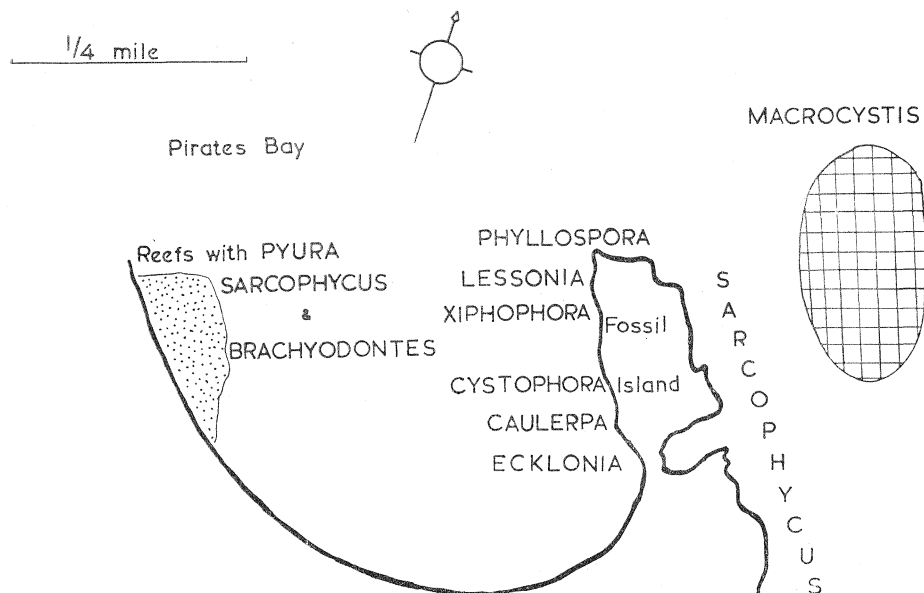 1/4 mile
Pirates Bay
MACROCYSTIS
PHYLLOSPORA
Reefs with PYURA
SARCOPHYCUS
&
BRACHYODONTES
LESSONIA
XIPHOPHORA
Fossil
CYSTOPHORA
Island
CAULERPA
ECKLONIA
SARCOPHYCUS